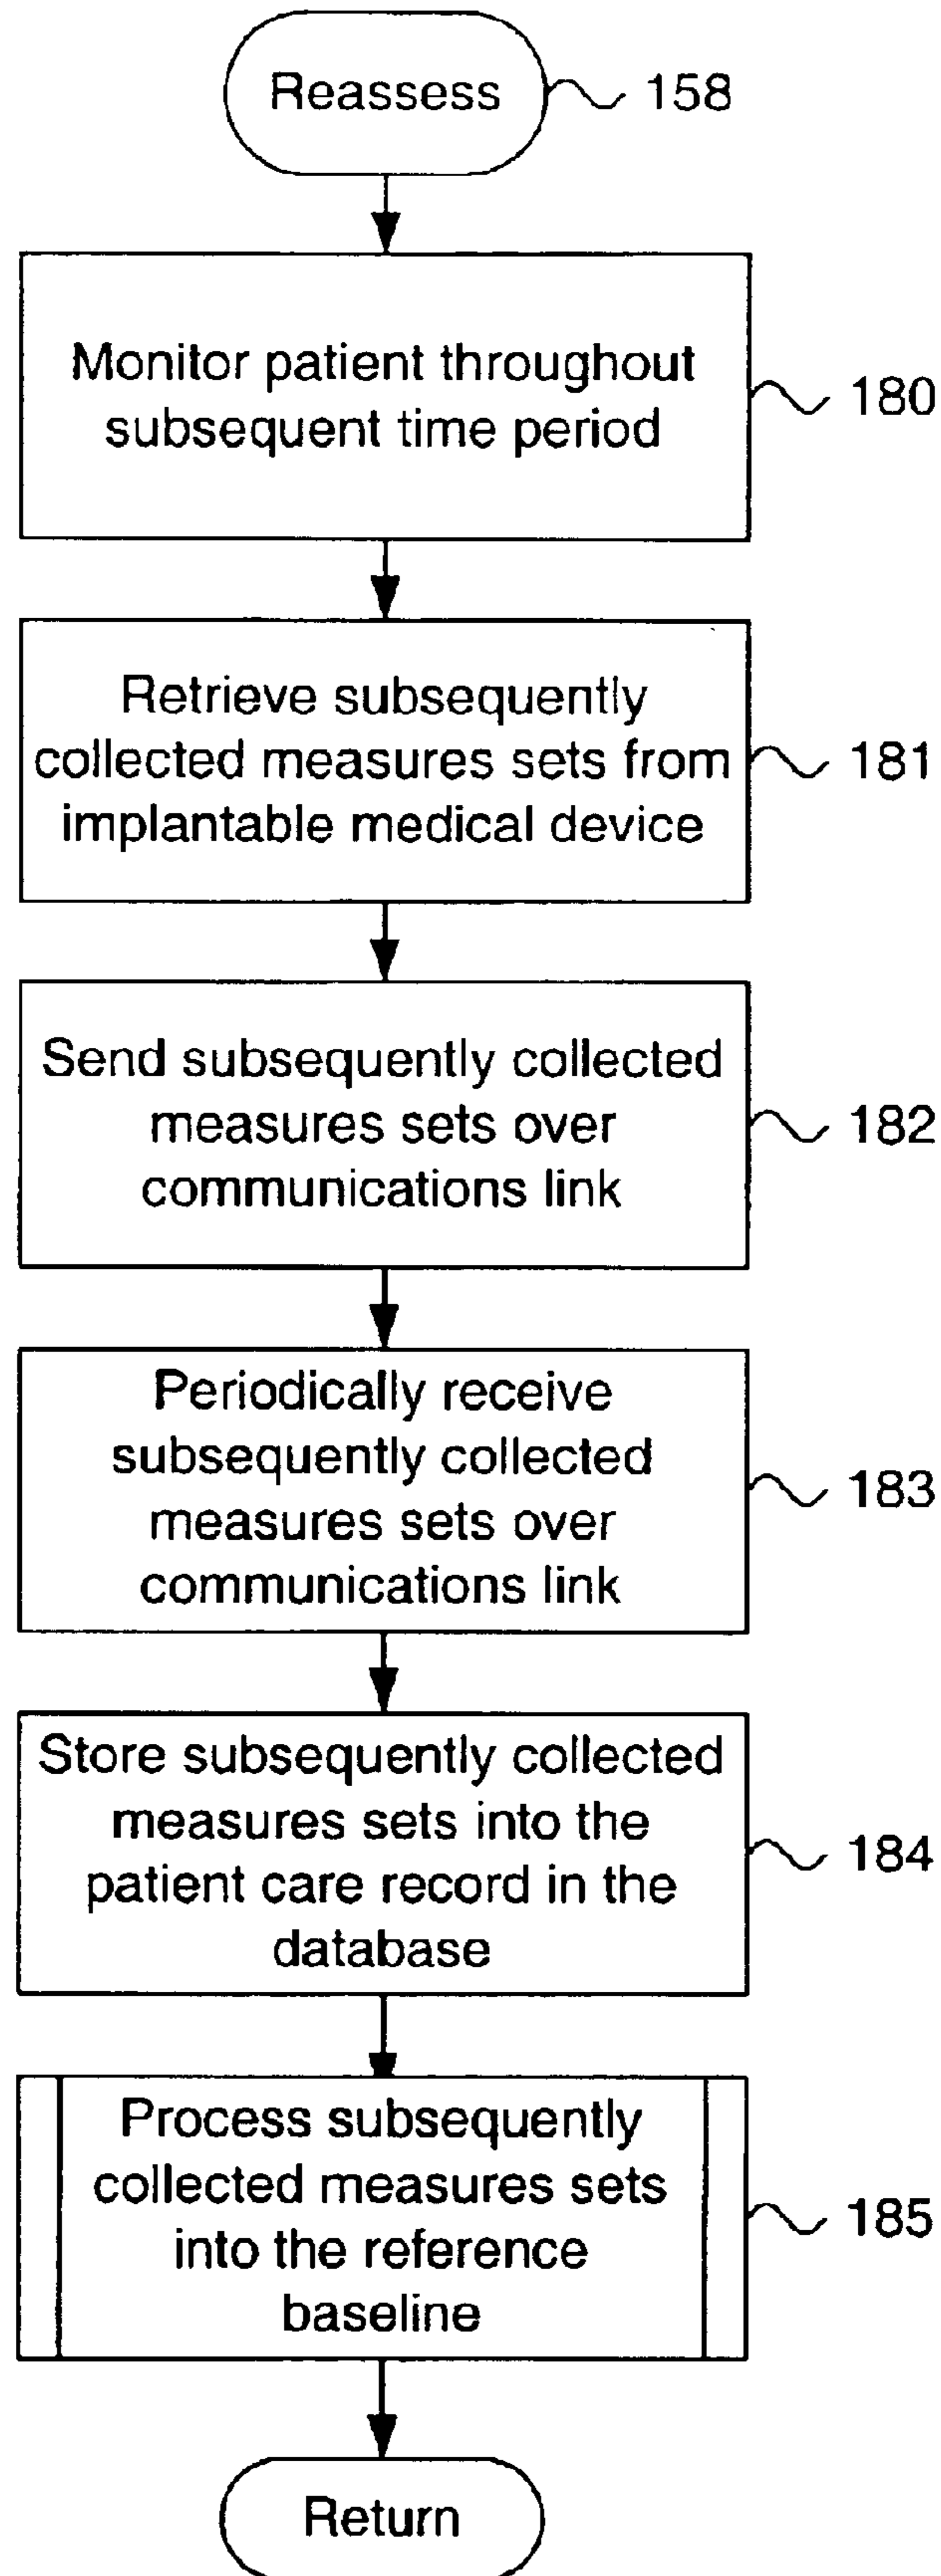 Reassess
158
Monitor patient throughout
subsequent time period
180
Retrieve subsequently
collected measures sets from
implantable medical device
181
Send subsequently collected
measures sets over
communications link
182
Periodically receive
subsequently collected
measures sets over
communications link
183
Store subsequently collected
measures sets into the
patient care record in the
database
184
Process subsequently
collected measures sets
into the reference
baseline
185
Return